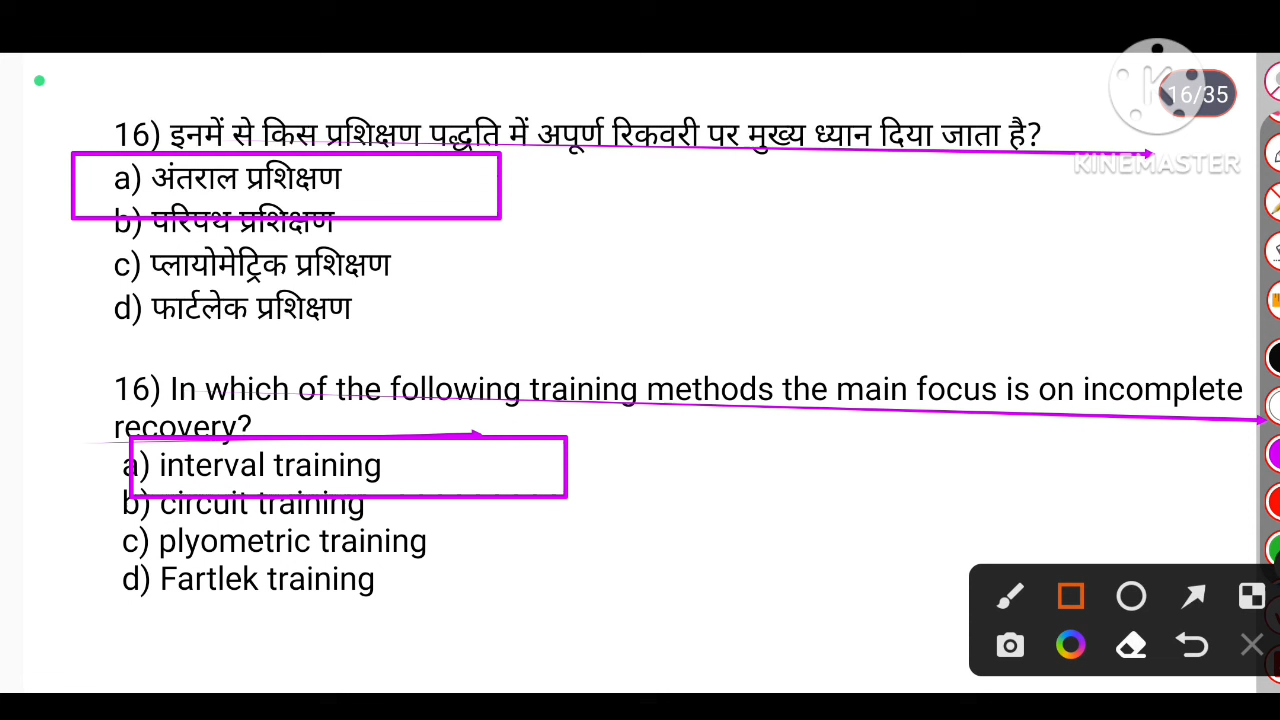 16/35
KINEMASTER
16) इनमें से किस प्रशिक्षण पद्धति में अपूर्ण रिकवरी पर मुख्य ध्यान दिया जाता है?
a) अंतराल प्रशिक्षण
b) परिपथ प्रशिक्षण
c) प्लायोमेट्रिक प्रशिक्षण
d) फार्टलेक प्रशिक्षण
16) In which of the following training methods the main focus is on incomplete
recovery?
a) interval training
b) circuit training
c) plyometric training
d) Fartlek training